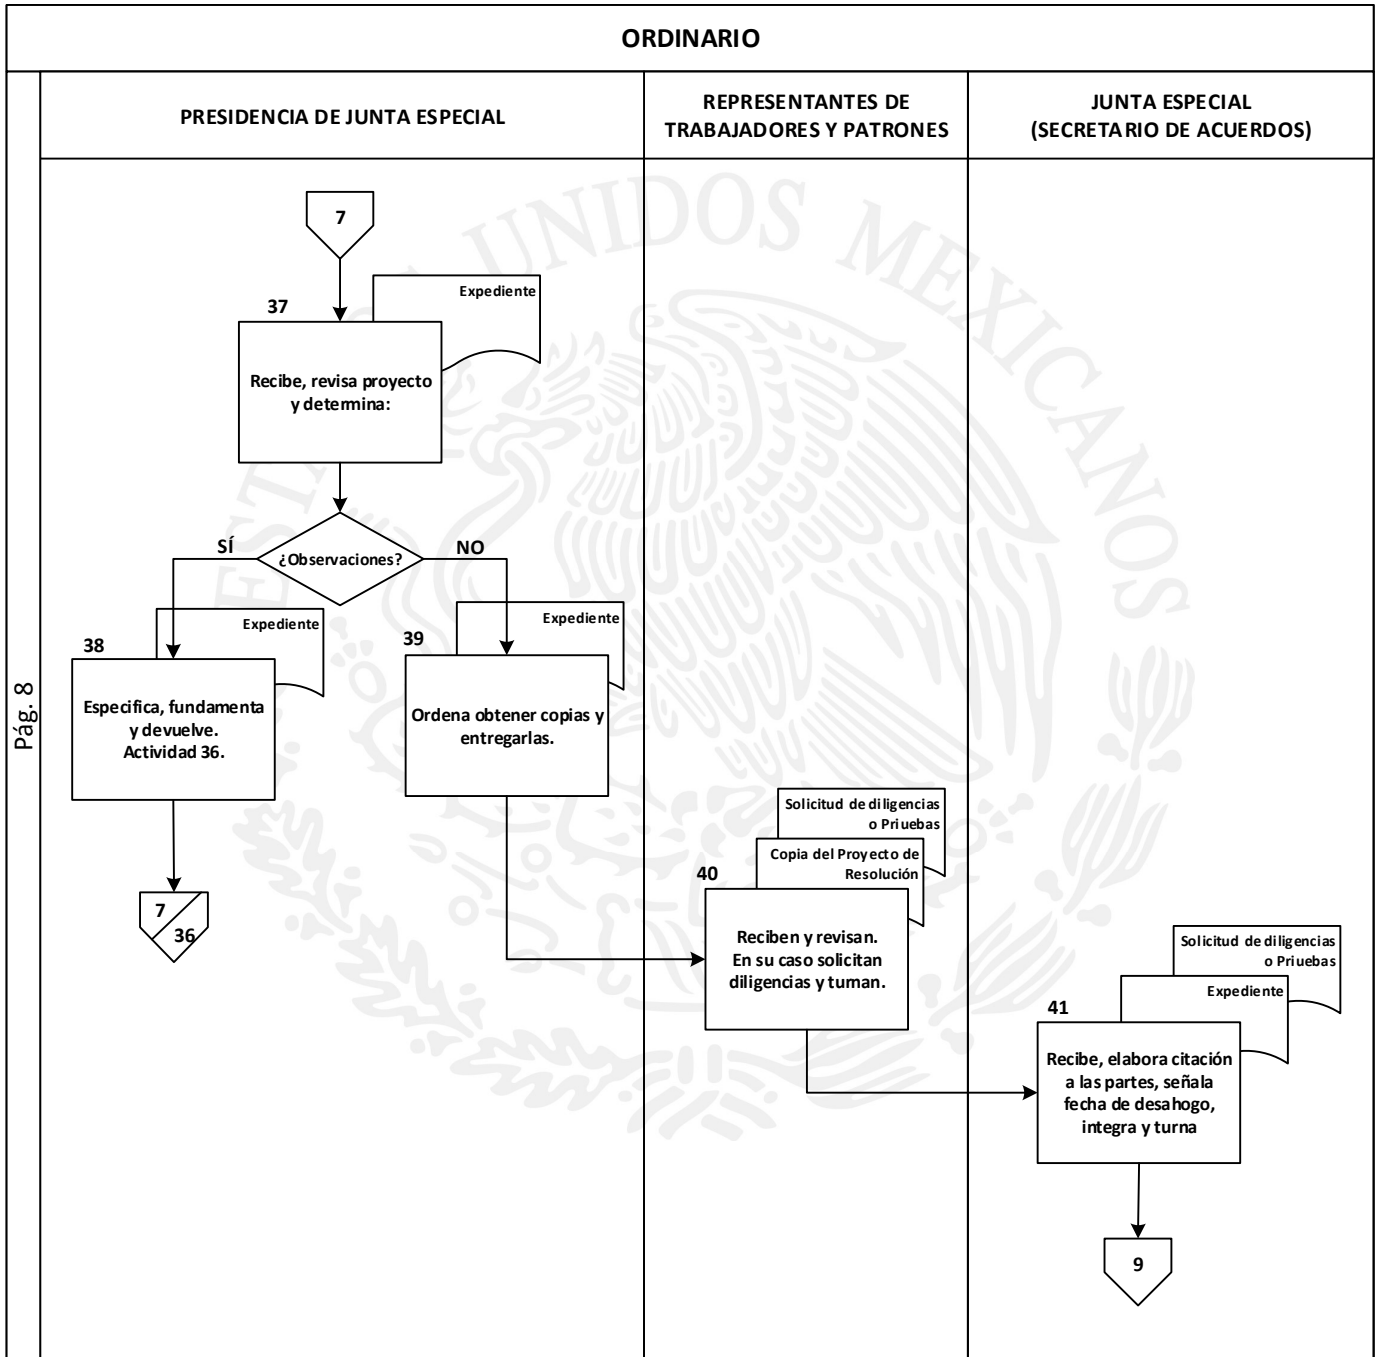 ORDINARIO
PRESIDENCIA DE JUNTA ESPECIAL
REPRESENTANTES DE
TRABAJADORES Y PATRONES
JUNTA ESPECIAL
(SECRETARIO DE ACUERDOS)
Pág. 8
7
37
Expediente
Recibe, revisa proyecto
y determina:
¿Observaciones?
SÍ
NO
38
Expediente
Especifica, fundamenta
y devuelve.
Actividad 36.
7
36
39
Expediente
Ordena obtener copias y
entregarlas.
Solicitud de diligencias
o Priuebas
Copia del Proyecto de
Resolución
40
Reciben y revisan.
En su caso solicitan
diligencias y turnan.
Solicitud de diligencias
o Pruebas
Expediente
41
Recibe, elabora citación
a las partes, señala
fecha de desahogo,
integra y turna
9
ESTADOS UNIDOS MEXICANOS